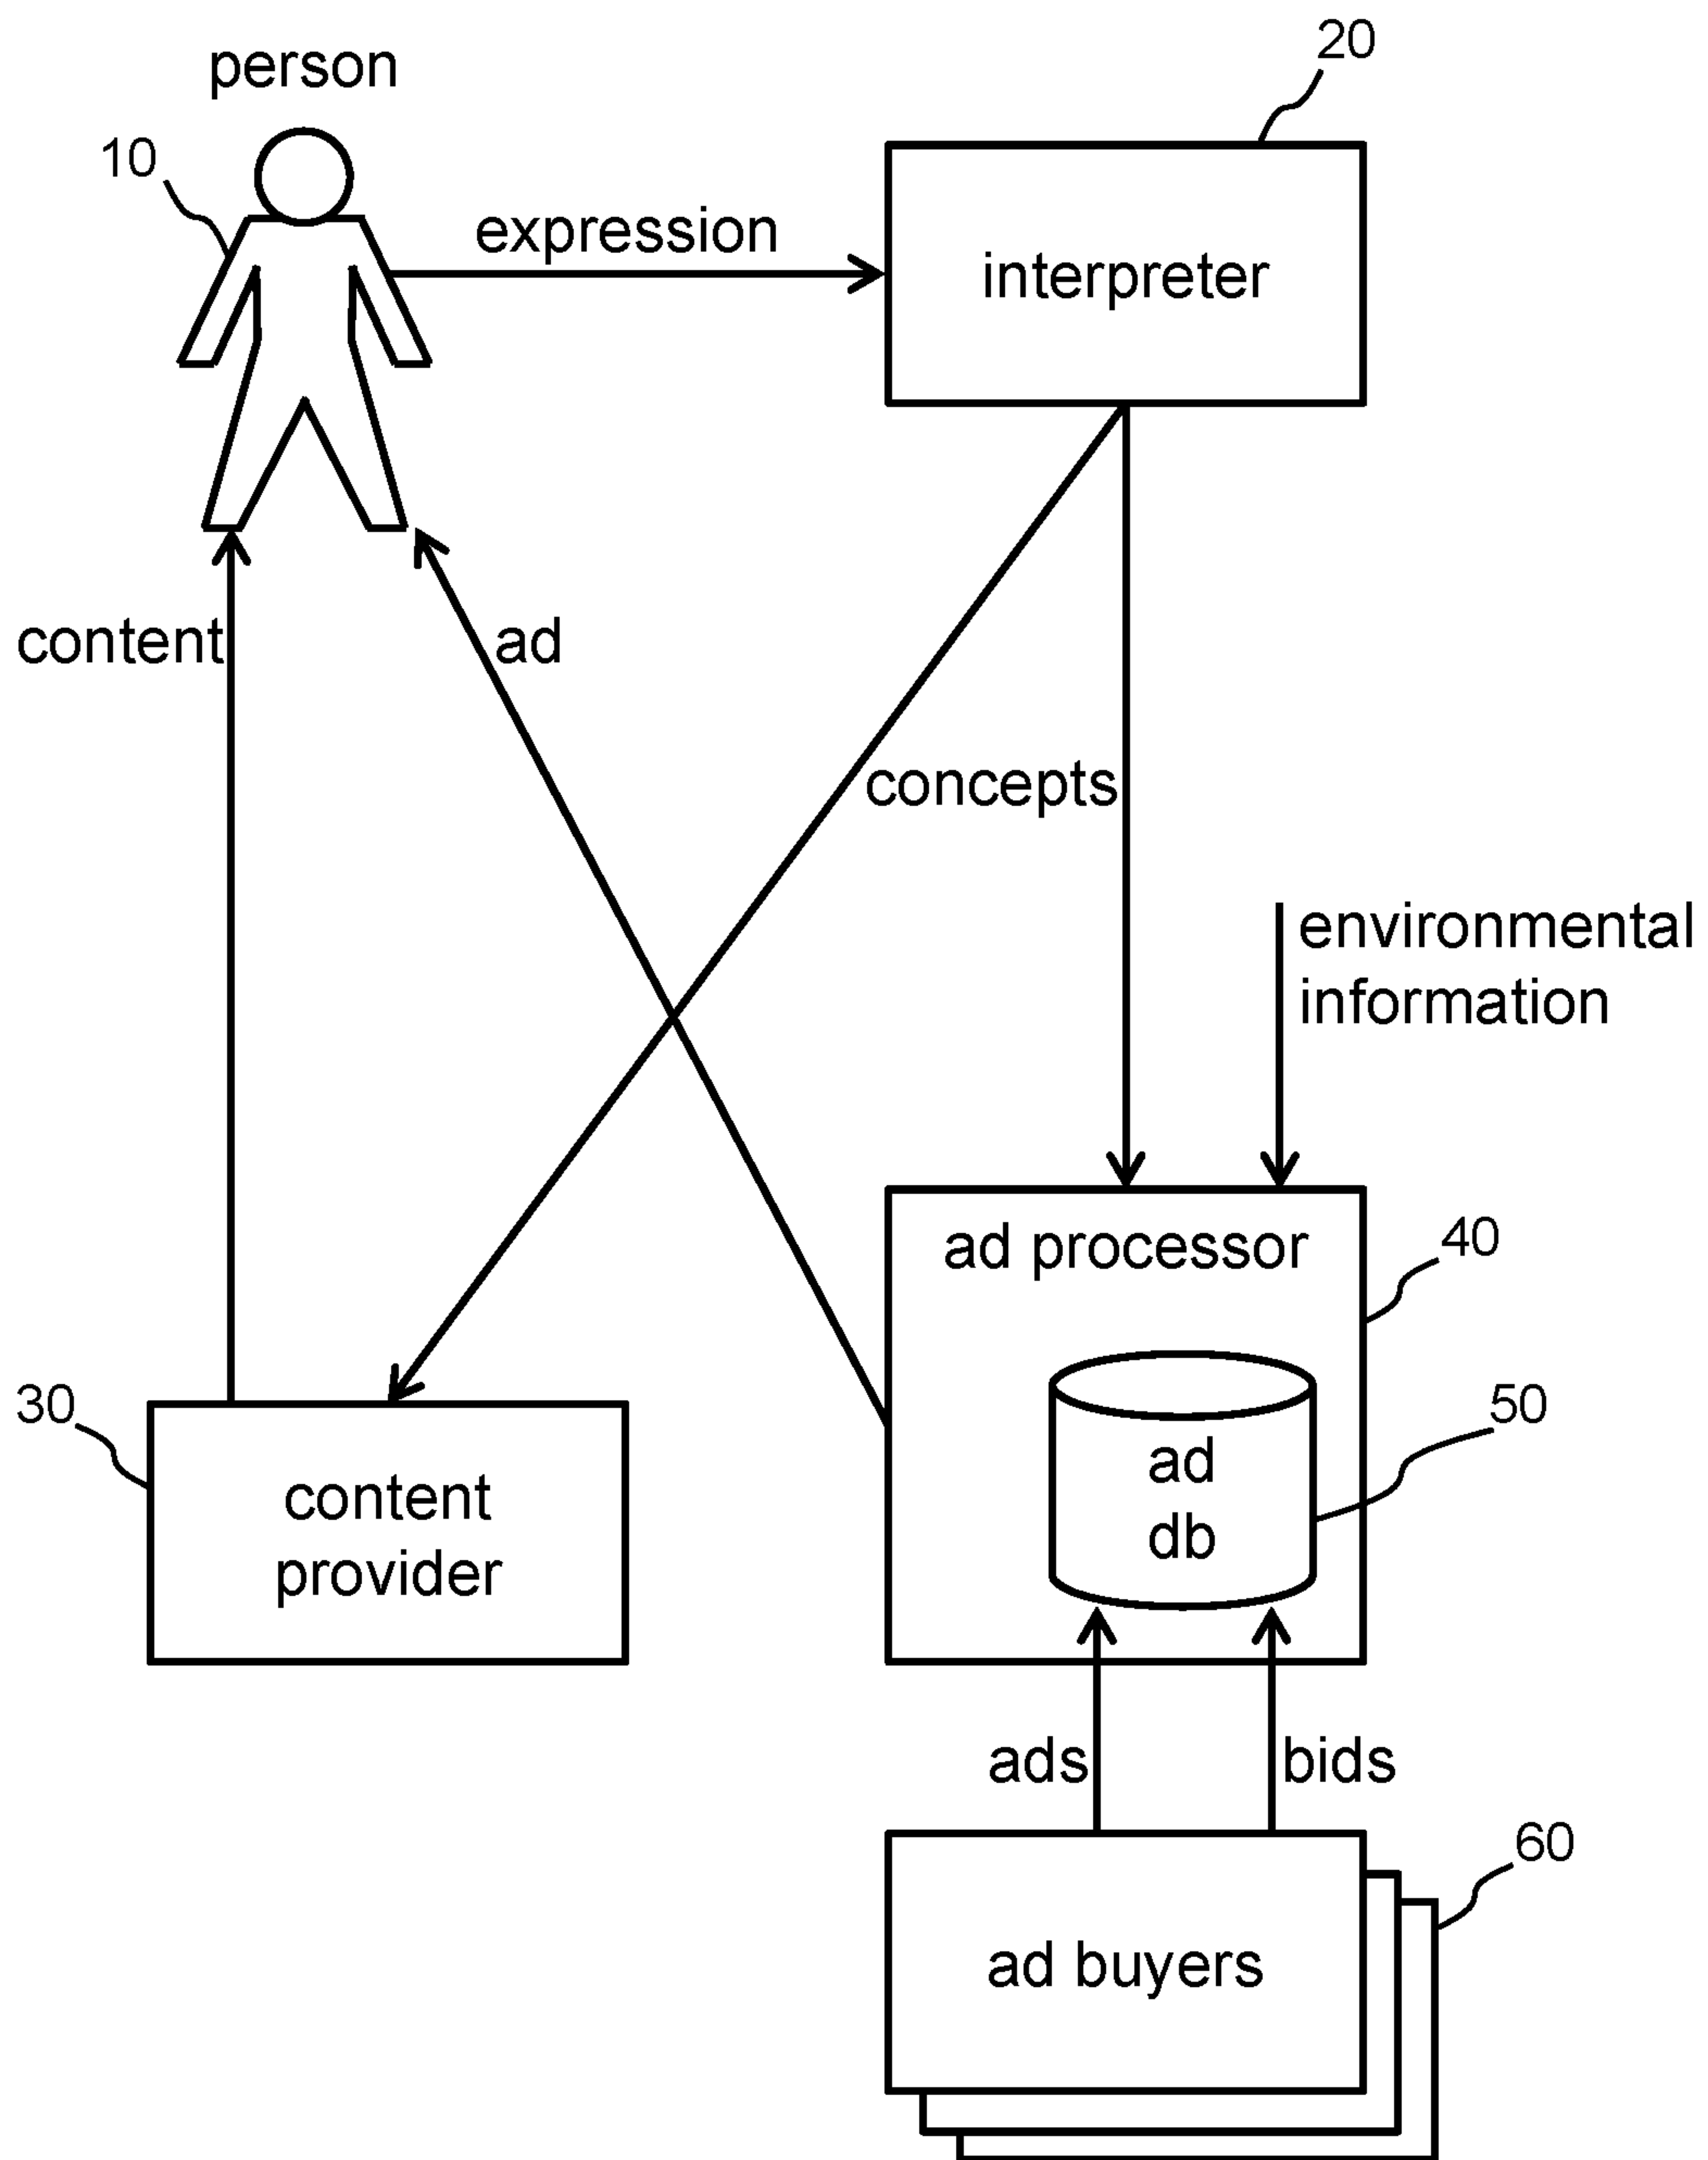 person
20
10
expression
interpreter
content
ad
concepts
environmental
information
ad processor
40
30
content
provider
50
ad
db
ads
bids
60
ad buyers